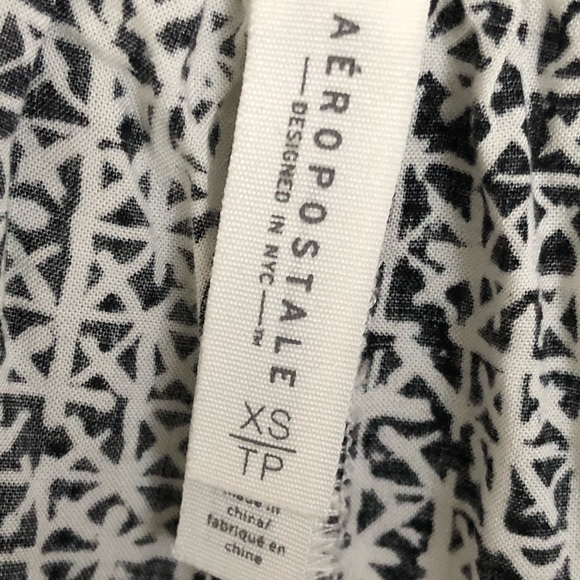 AÉROPOSTALE
— DESIGNED IN NYC —™
XS
TP
made in
china/
fabriqué en
chine